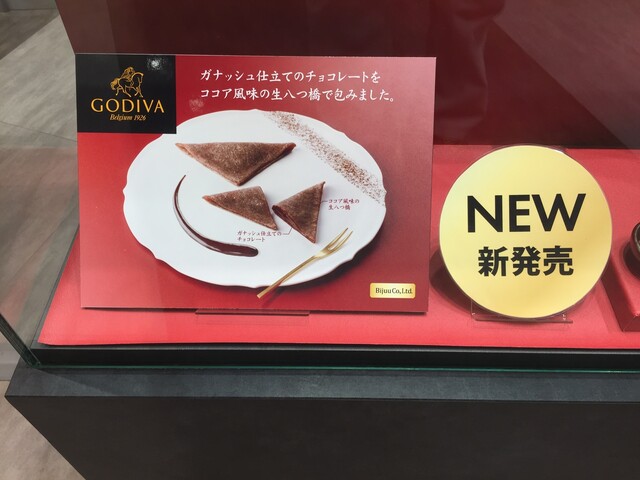 GODIVA
Belgium 1926
ガナッシュ仕立てのチョコレートを
ココア風味の生八つ橋で包みました。
ココア風味の
生八つ橋
ガナッシュ仕立ての
チョコレート
Bijuu Co.,Ltd.
NEW
新発売